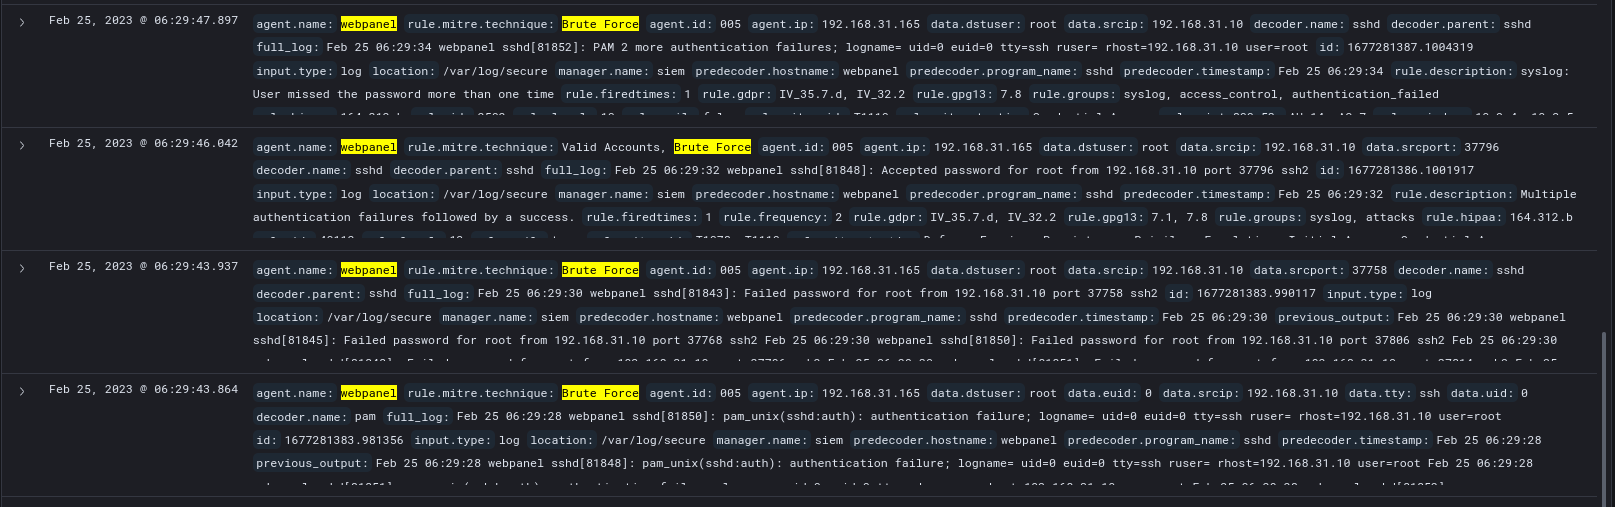 Feb 25, 2023 @ 06:29:47.897 agent.name: webpanel rule.mitre.technique: Brute Force agent.id: 005 agent.ip: 192.168.31.165 data.dstuser: root data.srcip: 192.168.31.10 decoder.name: sshd decoder.parent: sshd
full_log: Feb 25 06:29:34 webpanel sshd[81852]: PAM 2 more authentication failures; logname= uid=0 euid=0 tty=ssh ruser= rhost=192.168.31.10 user=root id: 1677281387.1004319
input.type: log location: /var/log/secure manager.name: siem predecoder.hostname: webpanel predecoder.program_name: sshd predecoder.timestamp: Feb 25 06:29:34 rule.description: syslog:
User missed the password more than one time rule.firedtimes: 1 rule.gdpr: IV_35.7.d, IV_32.2 rule.gpg13: 7.8 rule.groups: syslog, access_control, authentication_failed
Feb 25, 2023 @ 06:29:46.042 agent.name: webpanel rule.mitre.technique: Valid Accounts, Brute Force agent.id: 005 agent.ip: 192.168.31.165 data.dstuser: root data.srcip: 192.168.31.10 data.srcport: 37796
decoder.name: sshd decoder.parent: sshd full_log: Feb 25 06:29:32 webpanel sshd[81848]: Accepted password for root from 192.168.31.10 port 37796 ssh2 id: 1677281386.1001917
input.type: log location: /var/log/secure manager.name: siem predecoder.hostname: webpanel predecoder.program_name: sshd predecoder.timestamp: Feb 25 06:29:32 rule.description: Multiple
authentication failures followed by a success. rule.firedtimes: 1 rule.frequency: 2 rule.gdpr: IV_35.7.d, IV_32.2 rule.gpg13: 7.1, 7.8 rule.groups: syslog, attacks rule.hipaa: 164.312.b
Feb 25, 2023 @ 06:29:43.937 agent.name: webpanel rule.mitre.technique: Brute Force agent.id: 005 agent.ip: 192.168.31.165 data.dstuser: root data.srcip: 192.168.31.10 data.srcport: 37758 decoder.name: sshd
decoder.parent: sshd full_log: Feb 25 06:29:30 webpanel sshd[81843]: Failed password for root from 192.168.31.10 port 37758 ssh2 id: 1677281383.990117 input.type: log
location: /var/log/secure manager.name: siem predecoder.hostname: webpanel predecoder.program_name: sshd predecoder.timestamp: Feb 25 06:29:30 previous_output: Feb 25 06:29:30 webpanel
sshd[81845]: Failed password for root from 192.168.31.10 port 37768 ssh2 Feb 25 06:29:30 webpanel sshd[81850]: Failed password for root from 192.168.31.10 port 37806 ssh2 Feb 25 06:29:30
Feb 25, 2023 @ 06:29:43.864 agent.name: webpanel rule.mitre.technique: Brute Force agent.id: 005 agent.ip: 192.168.31.165 data.dstuser: root data.euid: 0 data.srcip: 192.168.31.10 data.tty: ssh data.uid: 0
decoder.name: pam full_log: Feb 25 06:29:28 webpanel sshd[81850]: pam_unix(sshd:auth): authentication failure; logname= uid=0 euid=0 tty=ssh ruser= rhost=192.168.31.10 user=root
id: 1677281383.981356 input.type: log location: /var/log/secure manager.name: siem predecoder.hostname: webpanel predecoder.program_name: sshd predecoder.timestamp: Feb 25 06:29:28
previous_output: Feb 25 06:29:28 webpanel sshd[81848]: pam_unix(sshd:auth): authentication failure; logname= uid=0 euid=0 tty=ssh ruser= rhost=192.168.31.10 user=root Feb 25 06:29:28